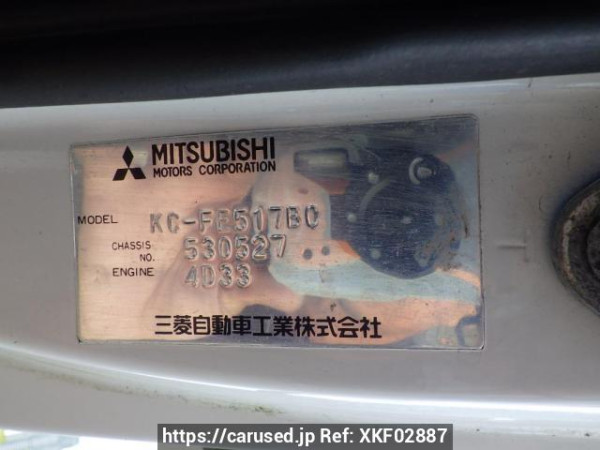 MITSUBISHI
MOTORS CORPORATION
MODEL KC-FE517BC
CHASSIS NO. 530527
ENGINE 4D33
三菱自動車工業株式会社
https://carused.jp Ref: XKF02887